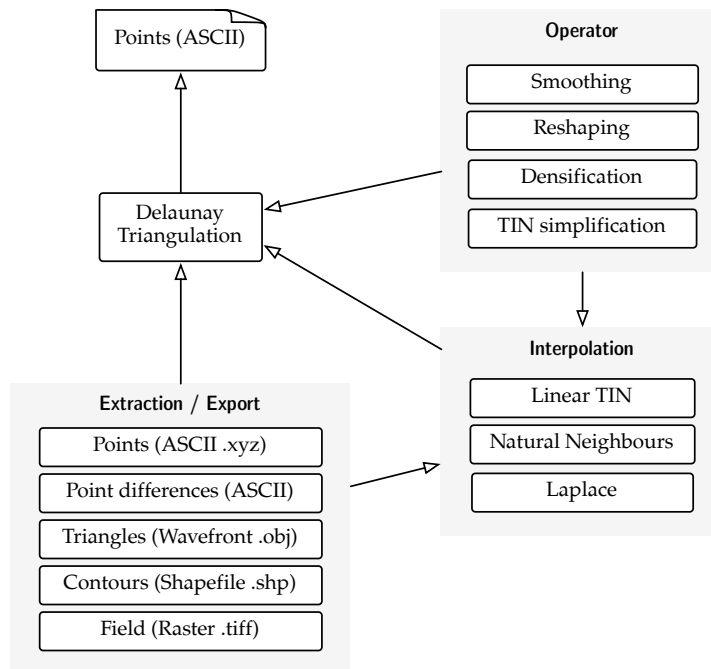 Points (ASCII)
Delaunay
Triangulation
Operator
Smoothing
Reshaping
Densification
TIN simplification
Interpolation
Linear TIN
Natural Neighbours
Laplace
Extraction / Export
Points (ASCII .xyz)
Point differences (ASCII)
Triangles (Wavefront .obj)
Contours (Shapefile .shp)
Field (Raster .tiff)